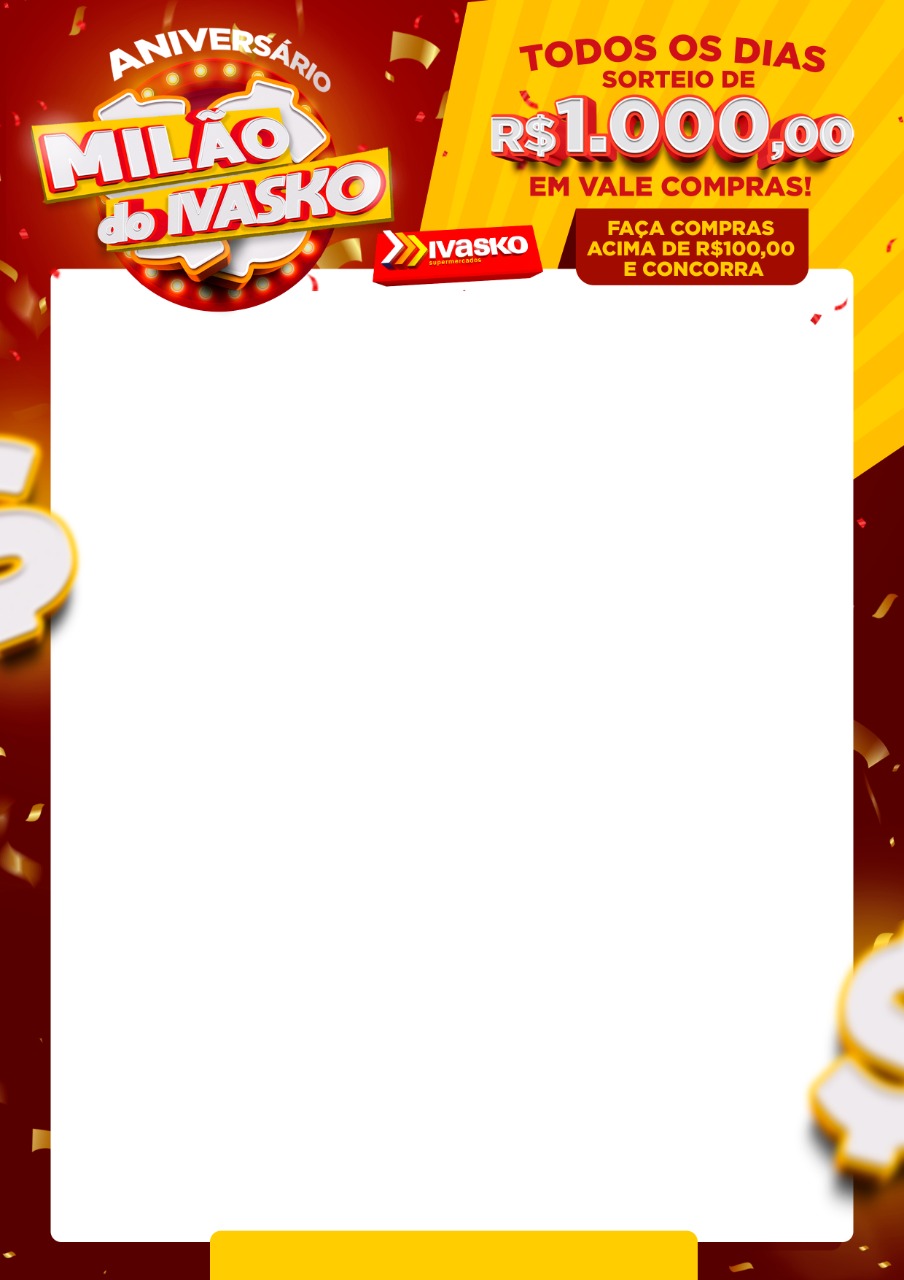 ANIVERSÁRIO
MILÃO
do IVASKO
TODOS OS DIAS
SORTEIO DE
R$1.000,00
EM VALE COMPRAS!
IVASKO
supermercados
FAÇA COMPRAS
ACIMA DE R$100,00
E CONCORRA